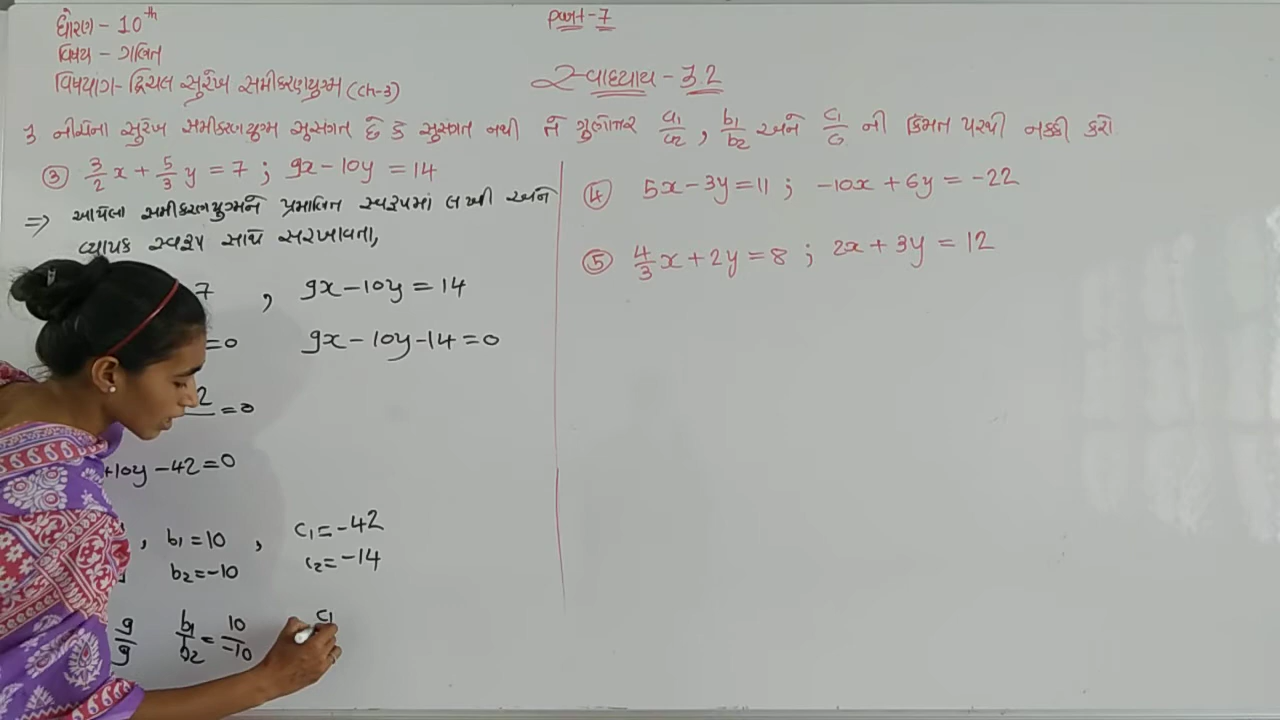 ધોરણ - 10th
વિષય - ગણિત
વિષયાંગ - દ્વિચલ સુરેખ સમીકરણયુગ્મ (ch-3)
part - 7
સ્વાધ્યાય - 3.2
3 નીચેના સુરેખ સમીકરણયુગ્મ સુસંગત છે કે સુસંગત નથી તે ગુણોત્તર a₁/a₂ , b₁/b₂ અને c₁/c₂ ની કિંમત પરથી નક્કી કરો
③ 3/2 x + 5/3 y = 7 ; 9x - 10y = 14
⇒ આપેલા સમીકરણયુગ્મને પ્રમાણિત સ્વરૂપમાં લખી અને
વ્યાપક સ્વરૂપ સાથે સરખાવતા,
7 , 9x - 10y = 14
= 0 9x - 10y - 14 = 0
2 = 0
+10y - 42 = 0
, b₁ = 10 , c₁ = -42
b₂ = -10 c₂ = -14
9/9 b₁/b₂ = 10/-10 c₁
④ 5x - 3y = 11 ; -10x + 6y = -22
⑤ 4/3 x + 2y = 8 ; 2x + 3y = 12